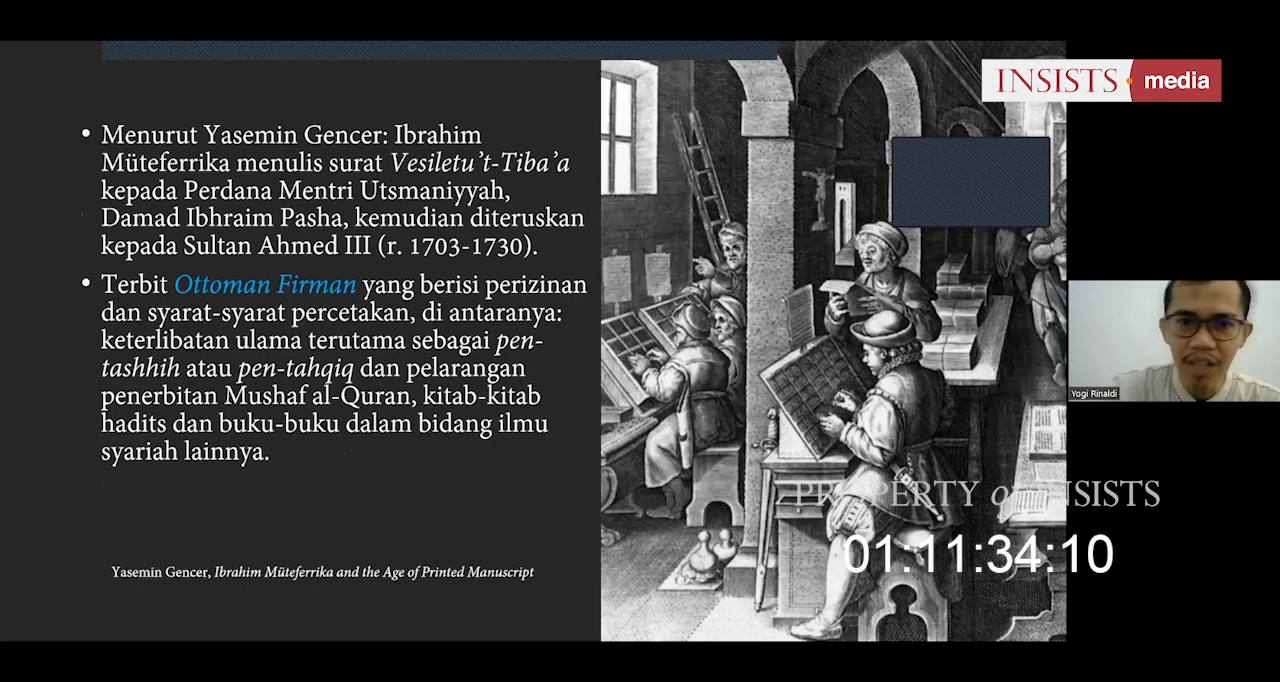 INSISTS media
• Menurut Yasemin Gencer: Ibrahim
Müteferrika menulis surat Vesiletu't-Tiba'a
kepada Perdana Mentri Utsmaniyyah,
Damad Ibhraim Pasha, kemudian diteruskan
kepada Sultan Ahmed III (r. 1703-1730).
• Terbit Ottoman Firman yang berisi perizinan
dan syarat-syarat percetakan, di antaranya:
keterlibatan ulama terutama sebagai pen-
tashhih atau pen-tahqiq dan pelarangan
penerbitan Mushaf al-Quran, kitab-kitab
hadits dan buku-buku dalam bidang ilmu
syariah lainnya.
Yasemin Gencer, Ibrahim Müteferrika and the Age of Printed Manuscript
Yogi Rinaldi
PROPERTY of INSISTS
01:11:34:10